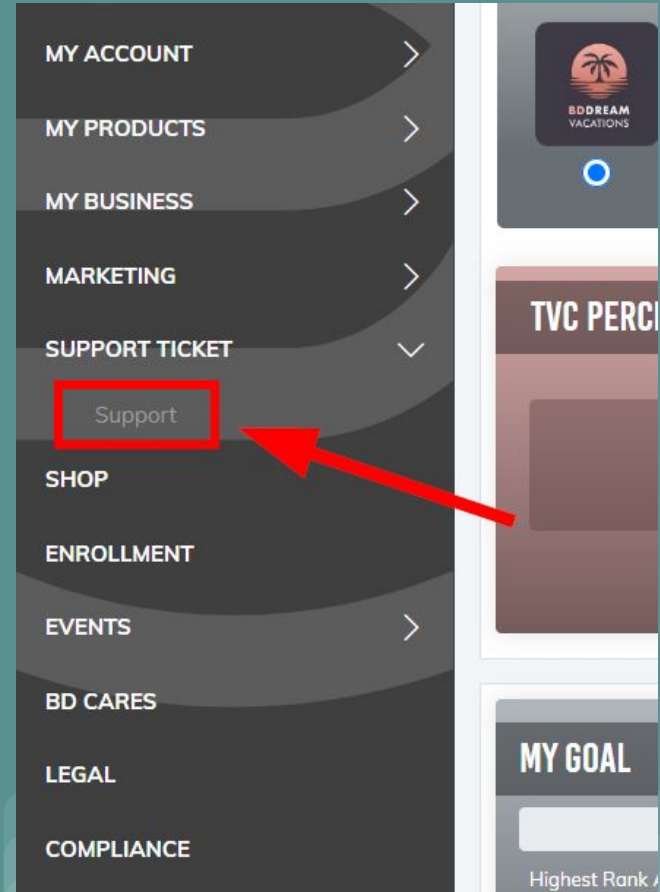 MY ACCOUNT
MY PRODUCTS
MY BUSINESS
MARKETING
SUPPORT TICKET
Support
SHOP
ENROLLMENT
EVENTS
BD CARES
LEGAL
COMPLIANCE
BDDREAM
VACATIONS
TVC
MY GOAL
Highest Rank